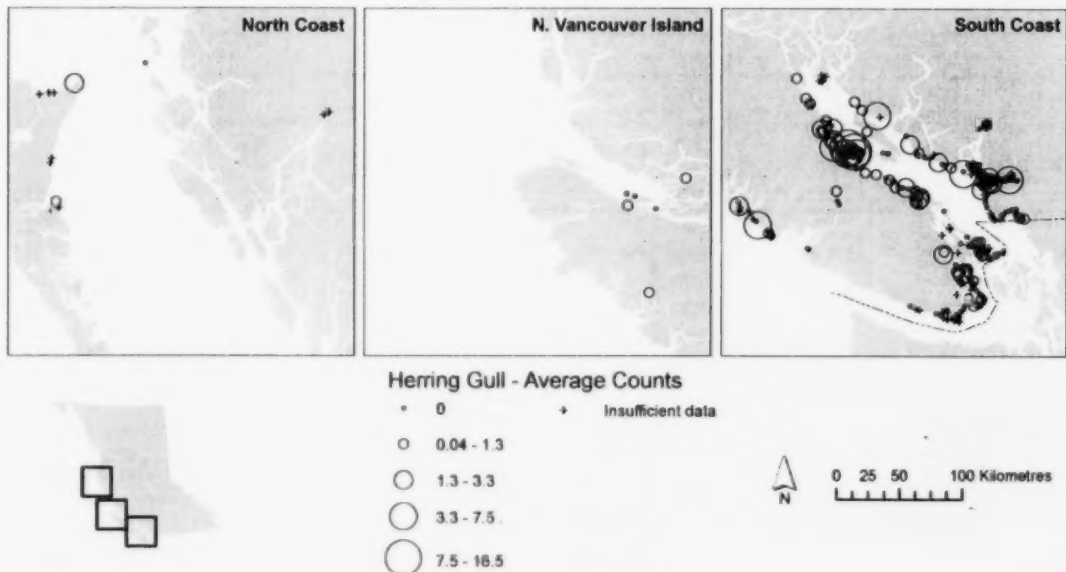 North Coast
N. Vancouver Island
South Coast
Herring Gull - Average Counts
0
Insufficient data
0.04 - 1.3
1.3 - 3.3
3.3 - 7.5
7.5 - 16.5
N
0 25 50 100 Kilometres